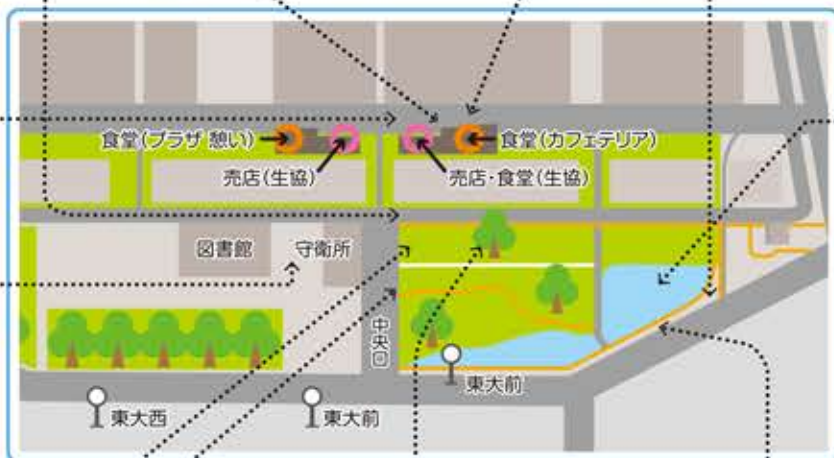 食堂(プラザ 憩い)
食堂(カフェテリア)
売店(生協)
売店・食堂(生協)
図書館
守衛所
中央口
東大前
東大西
東大前